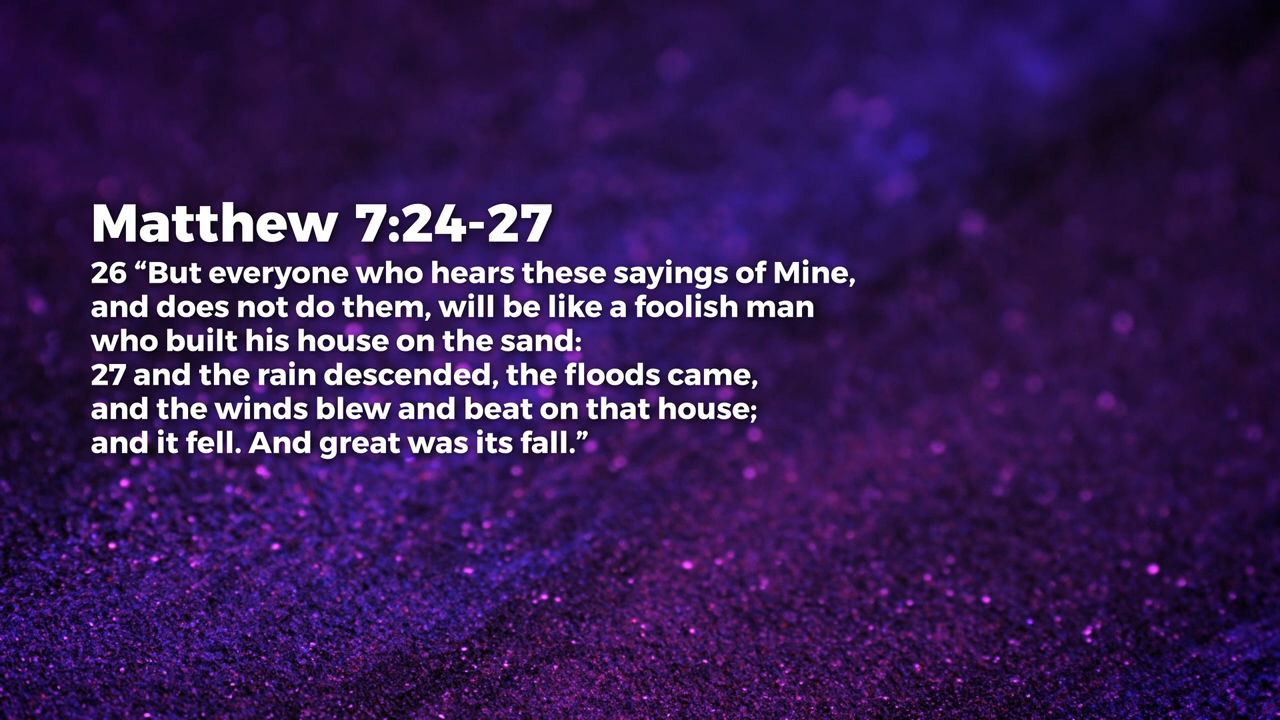 Matthew 7:24-27
26 “But everyone who hears these sayings of Mine,
and does not do them, will be like a foolish man
who built his house on the sand:
27 and the rain descended, the floods came,
and the winds blew and beat on that house;
and it fell. And great was its fall.”